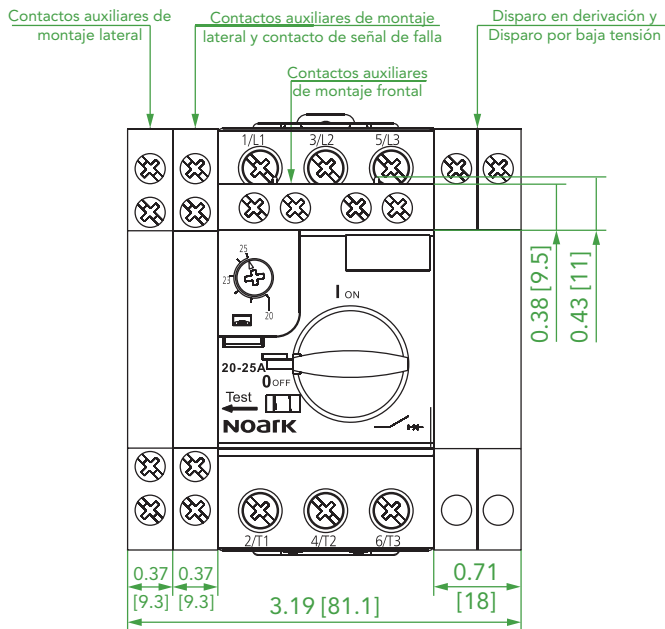 Contactos auxiliares de
montaje lateral
Contactos auxiliares de montaje
lateral y contacto de señal de falla
Disparo en derivación y
Disparo por baja tensión
Contactos auxiliares
de montaje frontal
1/L1 3/L2 5/L3
0.38 [9.5]
0.43 [11]
25
23
20
I ON
20-25A
0 OFF
Test
NOARK
2/T1 4/T2 6/T3
0.37
[9.3]
0.37
[9.3]
3.19 [81.1]
0.71
[18]